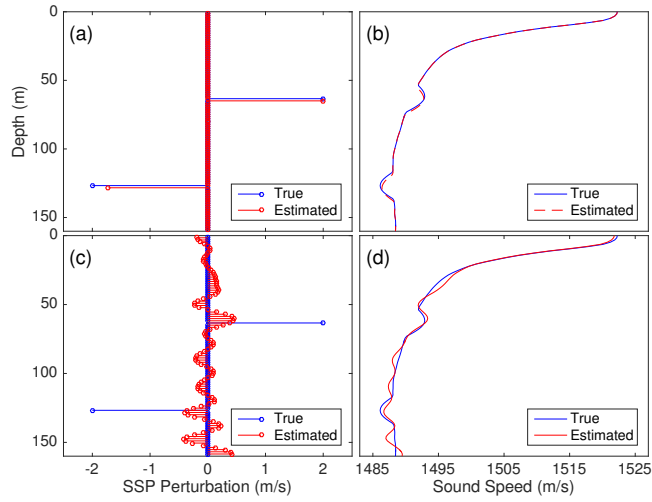 (a)
0
50
100
150
Depth (m)
True
Estimated
(b)
True
Estimated
(c)
0
50
100
150
-2 -1 0 1 2
SSP Perturbation (m/s)
True
Estimated
(d)
1485 1495 1505 1515 1525
Sound Speed (m/s)
True
Estimated